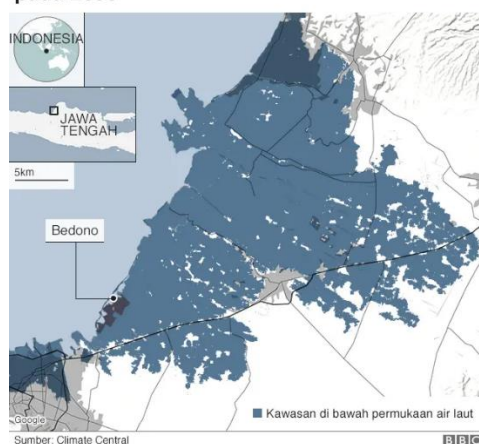 INDONESIA
JAWA
TENGAH
5km
Bedono
Google
Kawasan di bawah permukaan air laut
Sumber: Climate Central
BBC